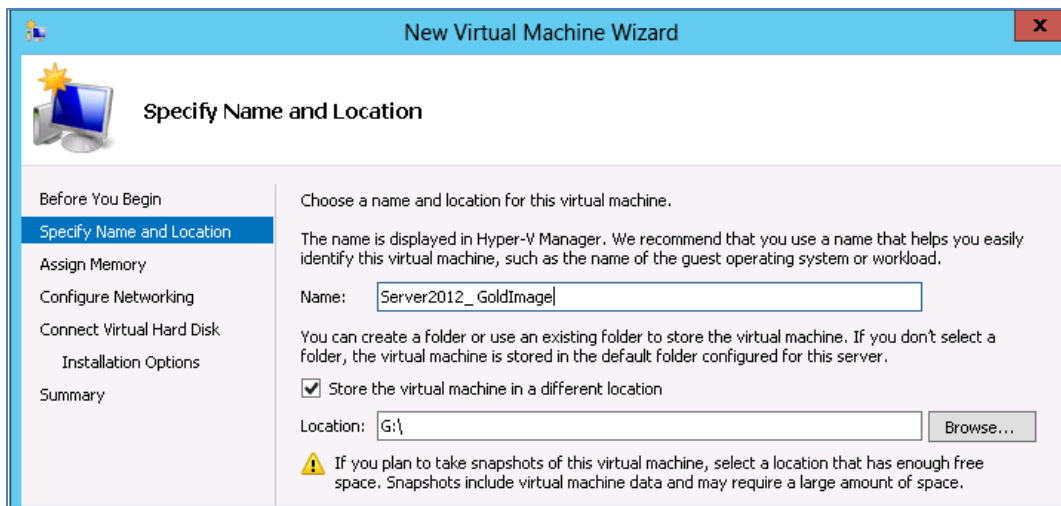 New Virtual Machine Wizard
x
Specify Name and Location
Before You Begin
Specify Name and Location
Assign Memory
Configure Networking
Connect Virtual Hard Disk
Installation Options
Summary
Choose a name and location for this virtual machine.
The name is displayed in Hyper-V Manager. We recommend that you use a name that helps you easily
identify this virtual machine, such as the name of the guest operating system or workload.
Name: Server2012_ GoldImage
You can create a folder or use an existing folder to store the virtual machine. If you don't select a
folder, the virtual machine is stored in the default folder configured for this server.
Store the virtual machine in a different location
Location: G:\ Browse...
If you plan to take snapshots of this virtual machine, select a location that has enough free
space. Snapshots include virtual machine data and may require a large amount of space.